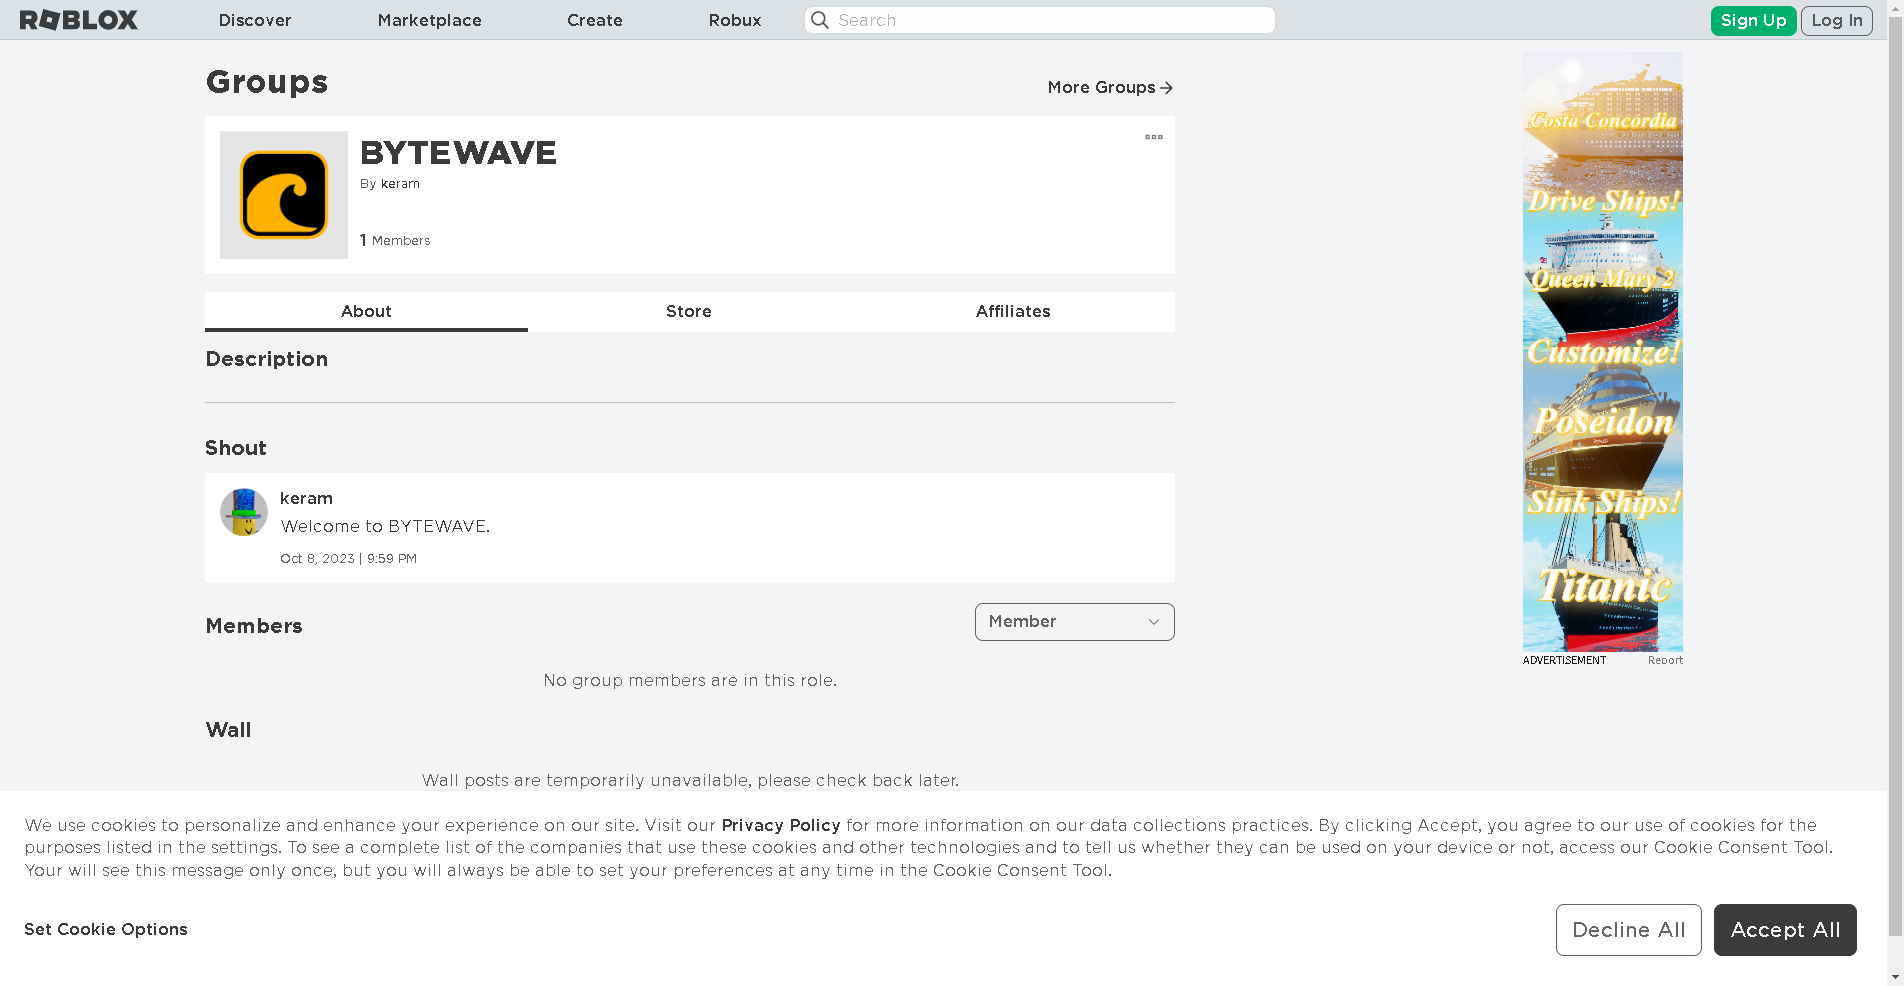 ROBLOX
Discover
Marketplace
Create
Robux
Search
Sign Up
Log In
Groups
More Groups
BYTEWAVE
By keram
1 Members
About
Store
Affiliates
Description
Shout
keram
Welcome to BYTEWAVE.
Oct 8, 2023 | 9:59 PM
Members
Member
No group members are in this role.
Wall
Wall posts are temporarily unavailable, please check back later.
Costa Concordia
Drive Ships!
Queen Mary 2
Customize!
Poseidon
Sink Ships!
Titanic
ADVERTISEMENT
Report
We use cookies to personalize and enhance your experience on our site. Visit our Privacy Policy for more information on our data collections practices. By clicking Accept, you agree to our use of cookies for the
purposes listed in the settings. To see a complete list of the companies that use these cookies and other technologies and to tell us whether they can be used on your device or not, access our Cookie Consent Tool.
Your will see this message only once, but you will always be able to set your preferences at any time in the Cookie Consent Tool.
Set Cookie Options
Decline All
Accept All